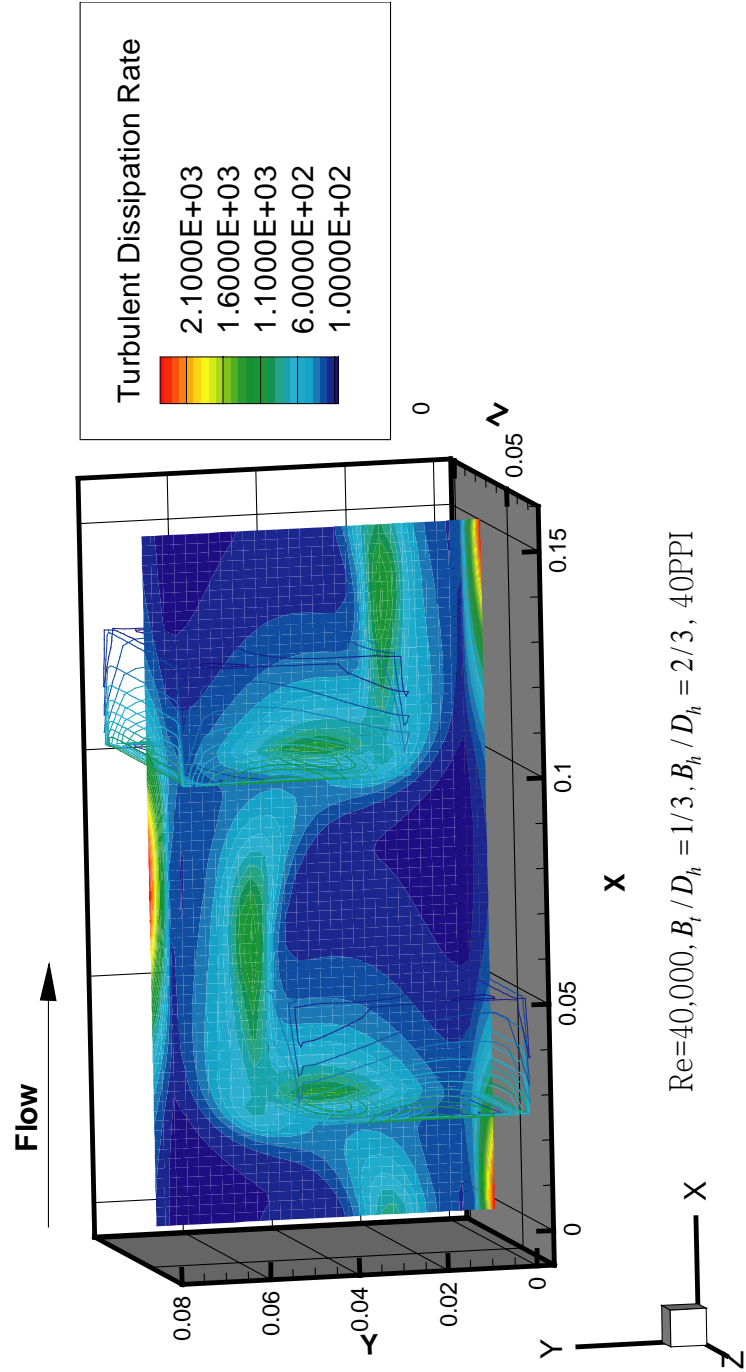 Flow
Turbulent Dissipation Rate
2.1000E+03
1.6000E+03
1.1000E+03
6.0000E+02
1.0000E+02
0.08
0.06
0.04
0.02
0
Y
0
0.05
0.1
0.15
X
0
0.05
Z
Y
X
Z
Re=40,000, B_t / D_h =1/3, B_h / D_h = 2/3, 40PPI